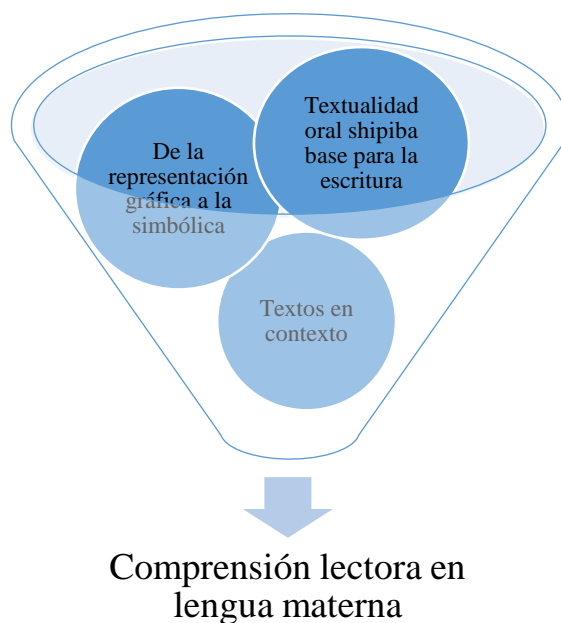 De la
representación
gráfica a la
simbólica
Textualidad
oral shipiba
base para la
escritura
Textos en
contexto
Comprensión lectora en
lengua materna